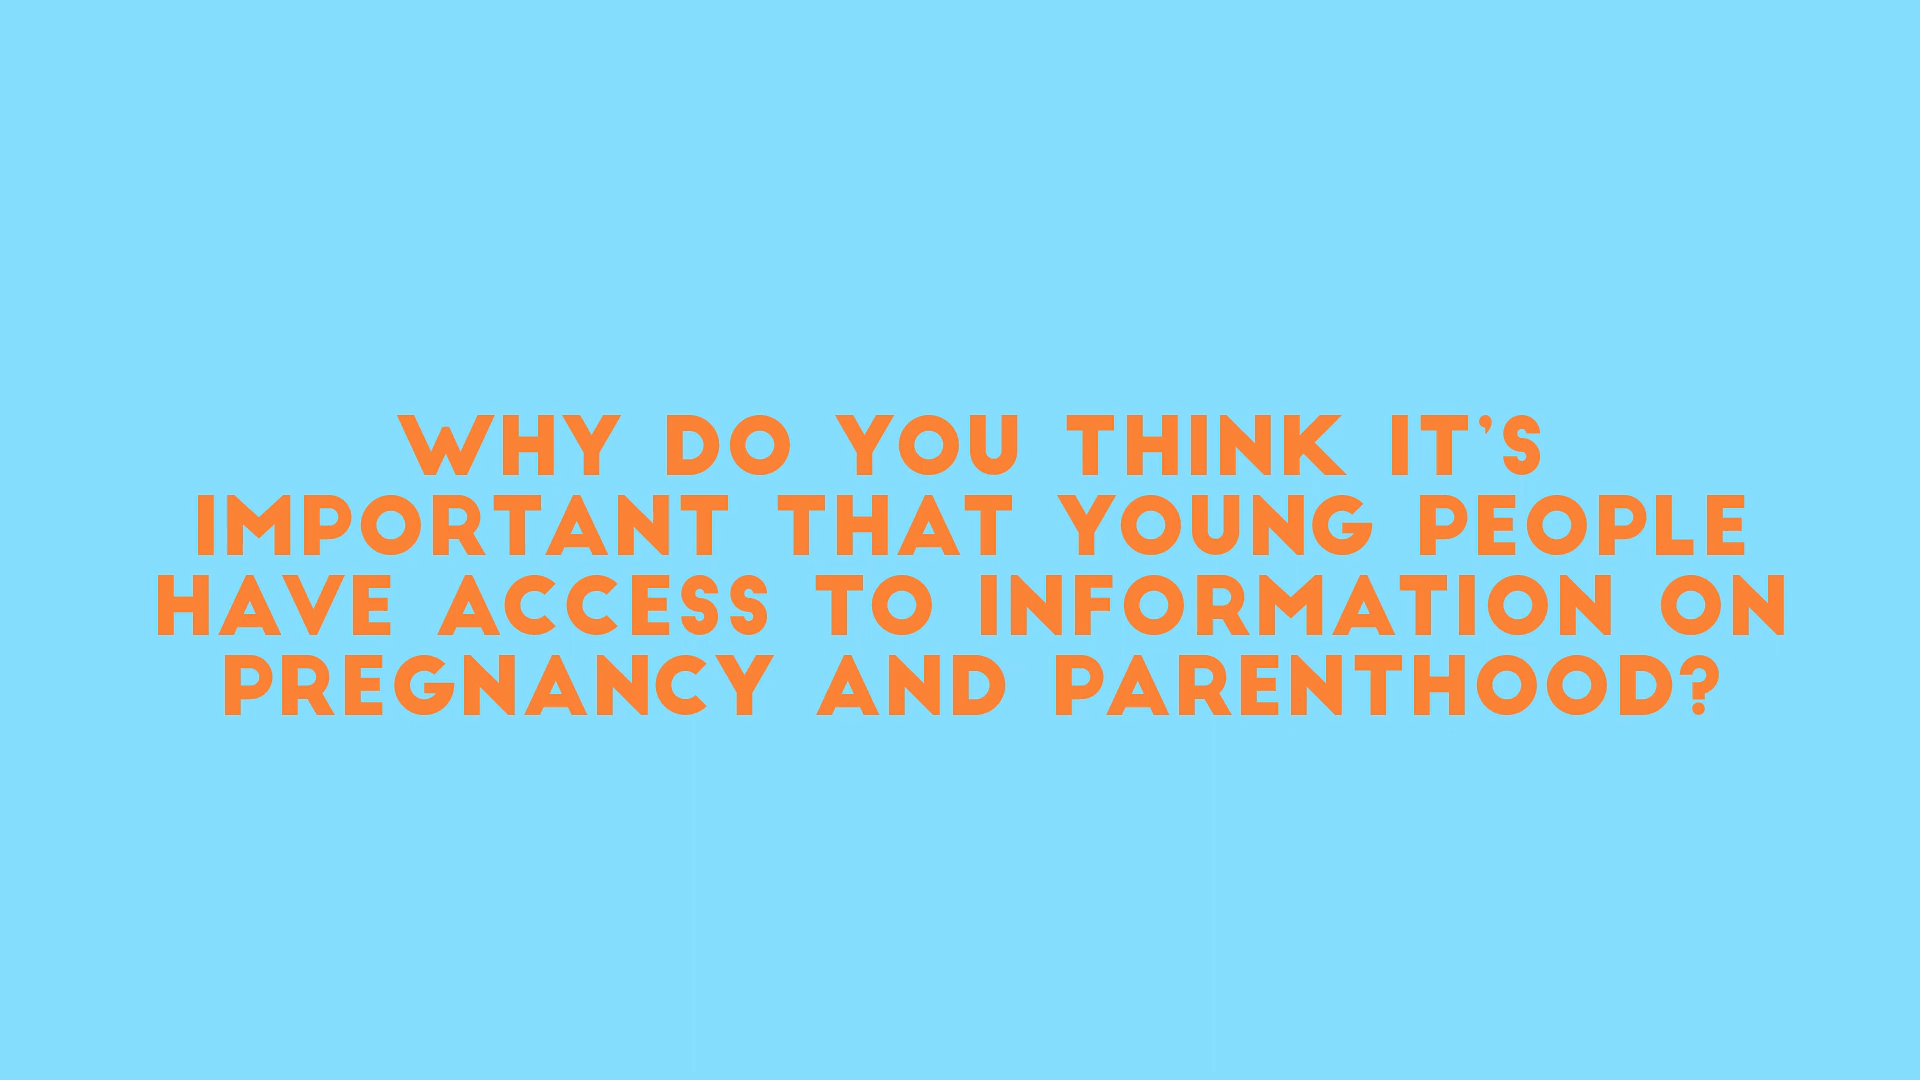 WHY DO YOU THINK IT'S
IMPORTANT THAT YOUNG PEOPLE
HAVE ACCESS TO INFORMATION ON
PREGNANCY AND PARENTHOOD?